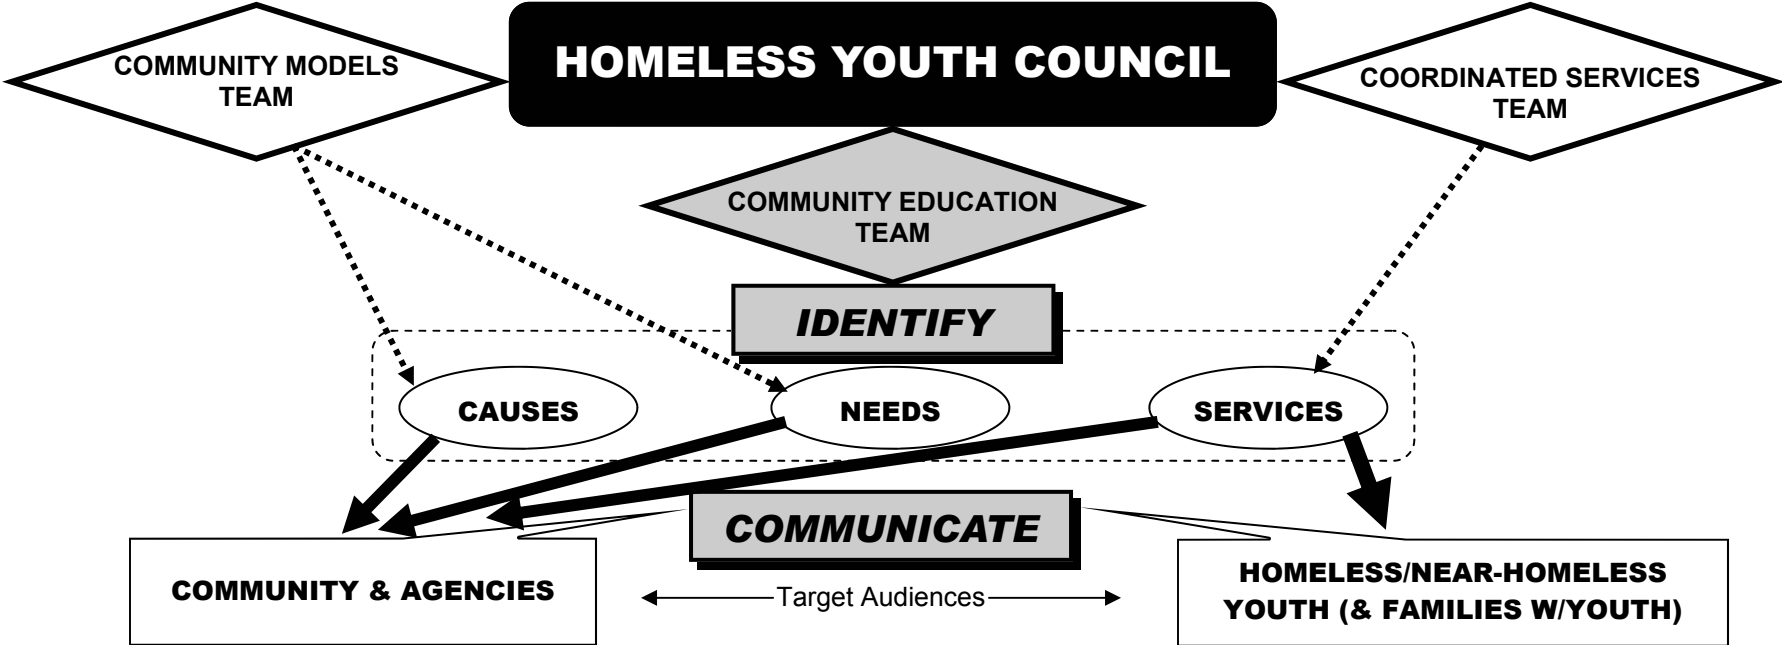 HOMELESS YOUTH COUNCIL
COMMUNITY MODELS
TEAM
COORDINATED SERVICES
TEAM
COMMUNITY EDUCATION
TEAM
IDENTIFY
CAUSES
NEEDS
SERVICES
COMMUNICATE
COMMUNITY & AGENCIES
Target Audiences
HOMELESS/NEAR-HOMELESS
YOUTH (& FAMILIES W/YOUTH)